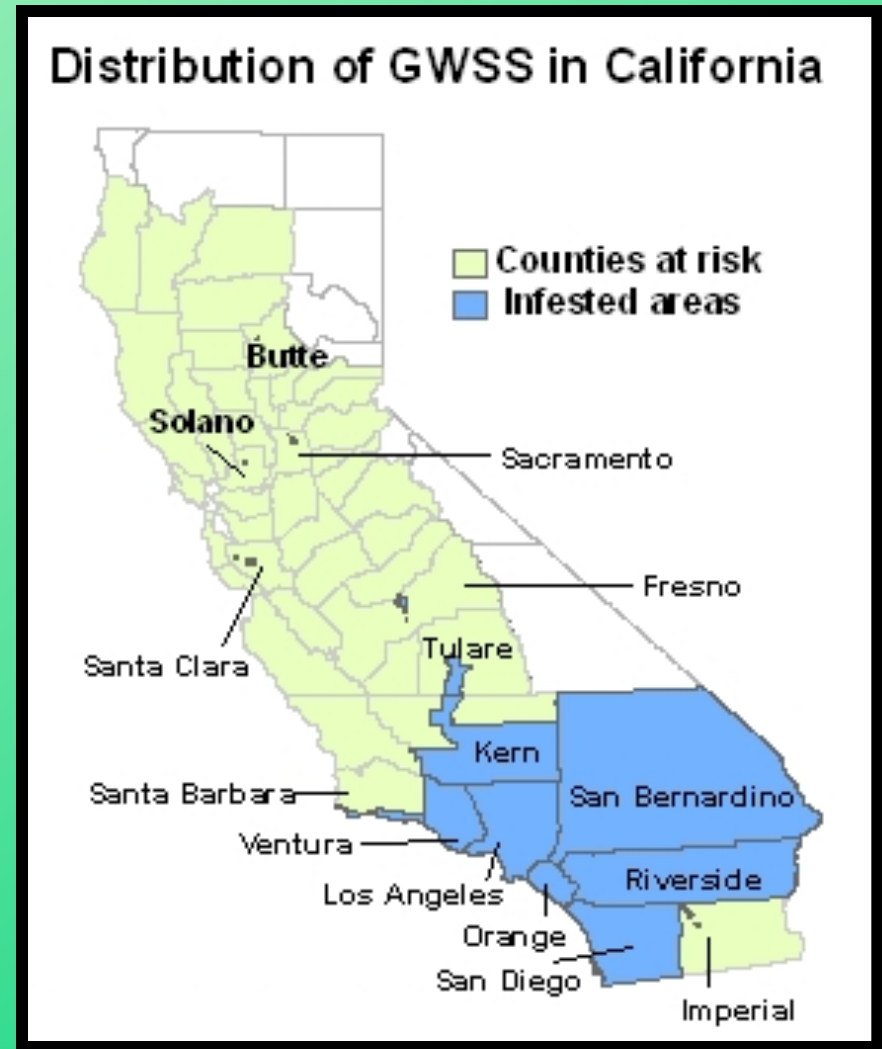 Distribution of GWSS in California
Counties at risk
Infested areas
Butte
Solano
Sacramento
Fresno
Santa Clara
Tulare
Kern
Santa Barbara
San Bernardino
Ventura
Riverside
Los Angeles
Orange
San Diego
Imperial